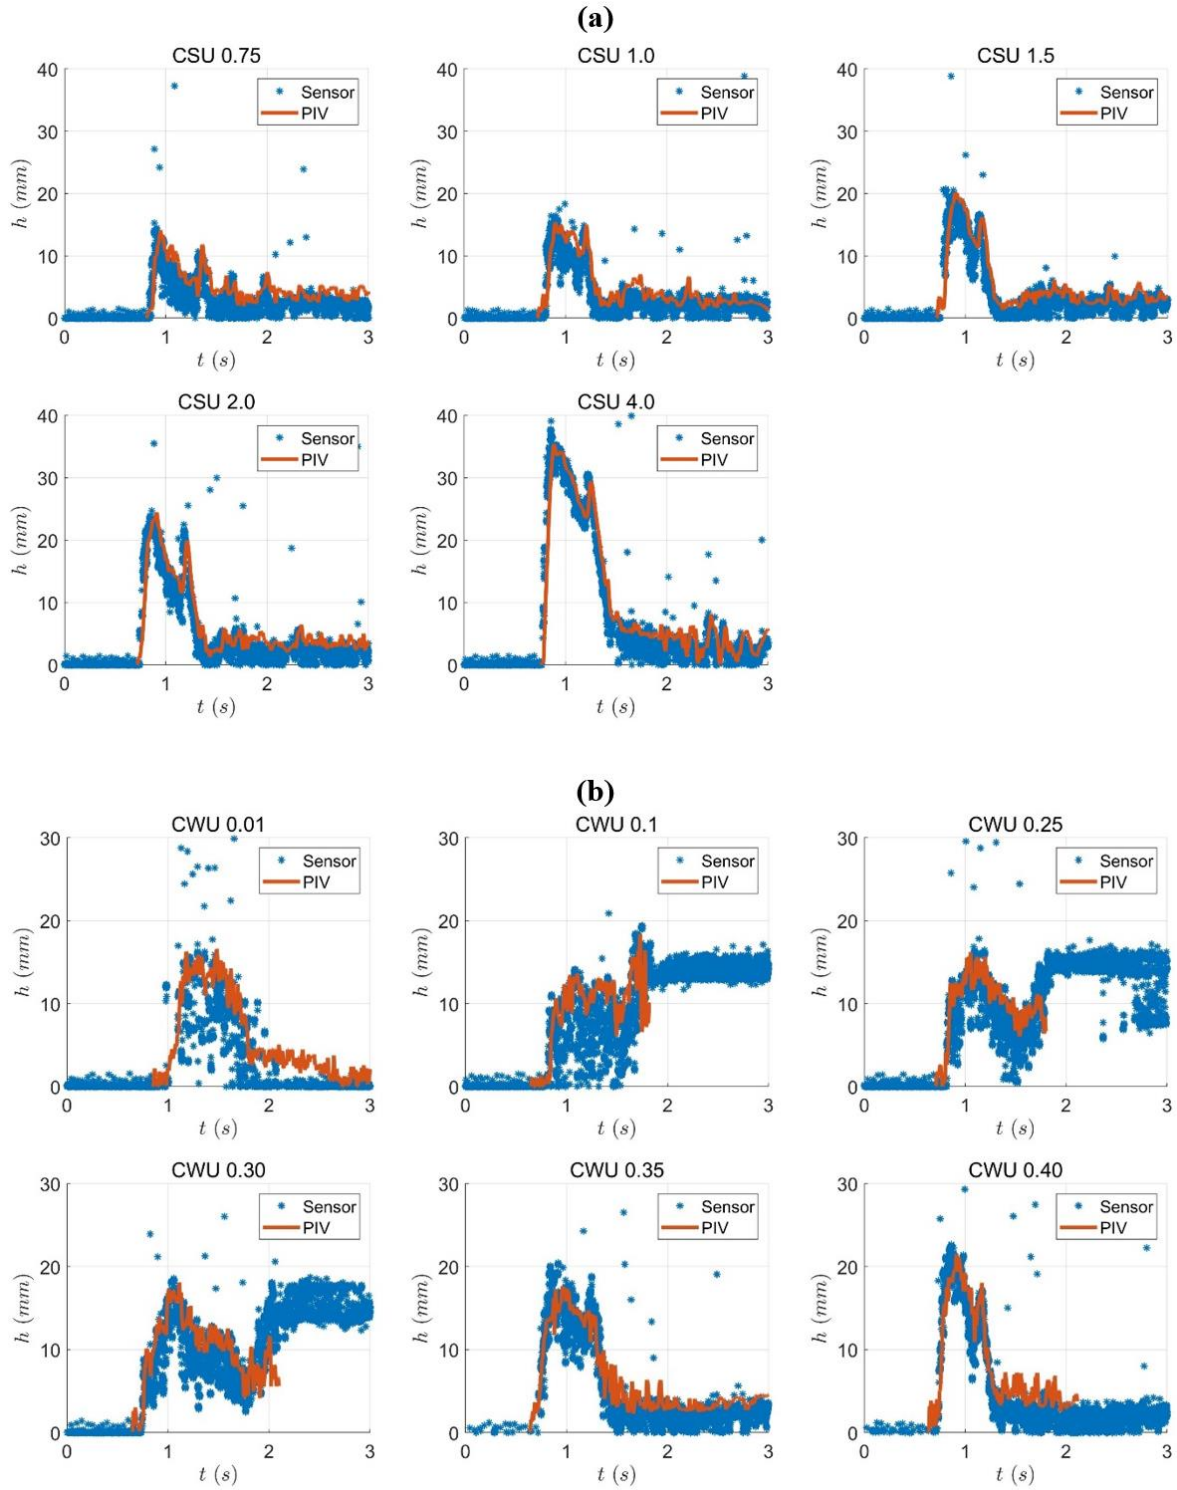 (a)
CSU 0.75
40
30
20
10
0
h (mm)
0 1 2 3
t (s)
Sensor
PIV
CSU 1.0
40
30
20
10
0
h (mm)
0 1 2 3
t (s)
Sensor
PIV
CSU 1.5
40
30
20
10
0
h (mm)
0 1 2 3
t (s)
Sensor
PIV
CSU 2.0
40
30
20
10
0
h (mm)
0 1 2 3
t (s)
Sensor
PIV
CSU 4.0
40
30
20
10
0
h (mm)
0 1 2 3
t (s)
Sensor
PIV
(b)
CWU 0.01
30
20
10
0
h (mm)
0 1 2 3
t (s)
Sensor
PIV
CWU 0.1
30
20
10
0
h (mm)
0 1 2 3
t (s)
Sensor
PIV
CWU 0.25
30
20
10
0
h (mm)
0 1 2 3
t (s)
Sensor
PIV
CWU 0.30
30
20
10
0
h (mm)
0 1 2 3
t (s)
Sensor
PIV
CWU 0.35
30
20
10
0
h (mm)
0 1 2 3
t (s)
Sensor
PIV
CWU 0.40
30
20
10
0
h (mm)
0 1 2 3
t (s)
Sensor
PIV